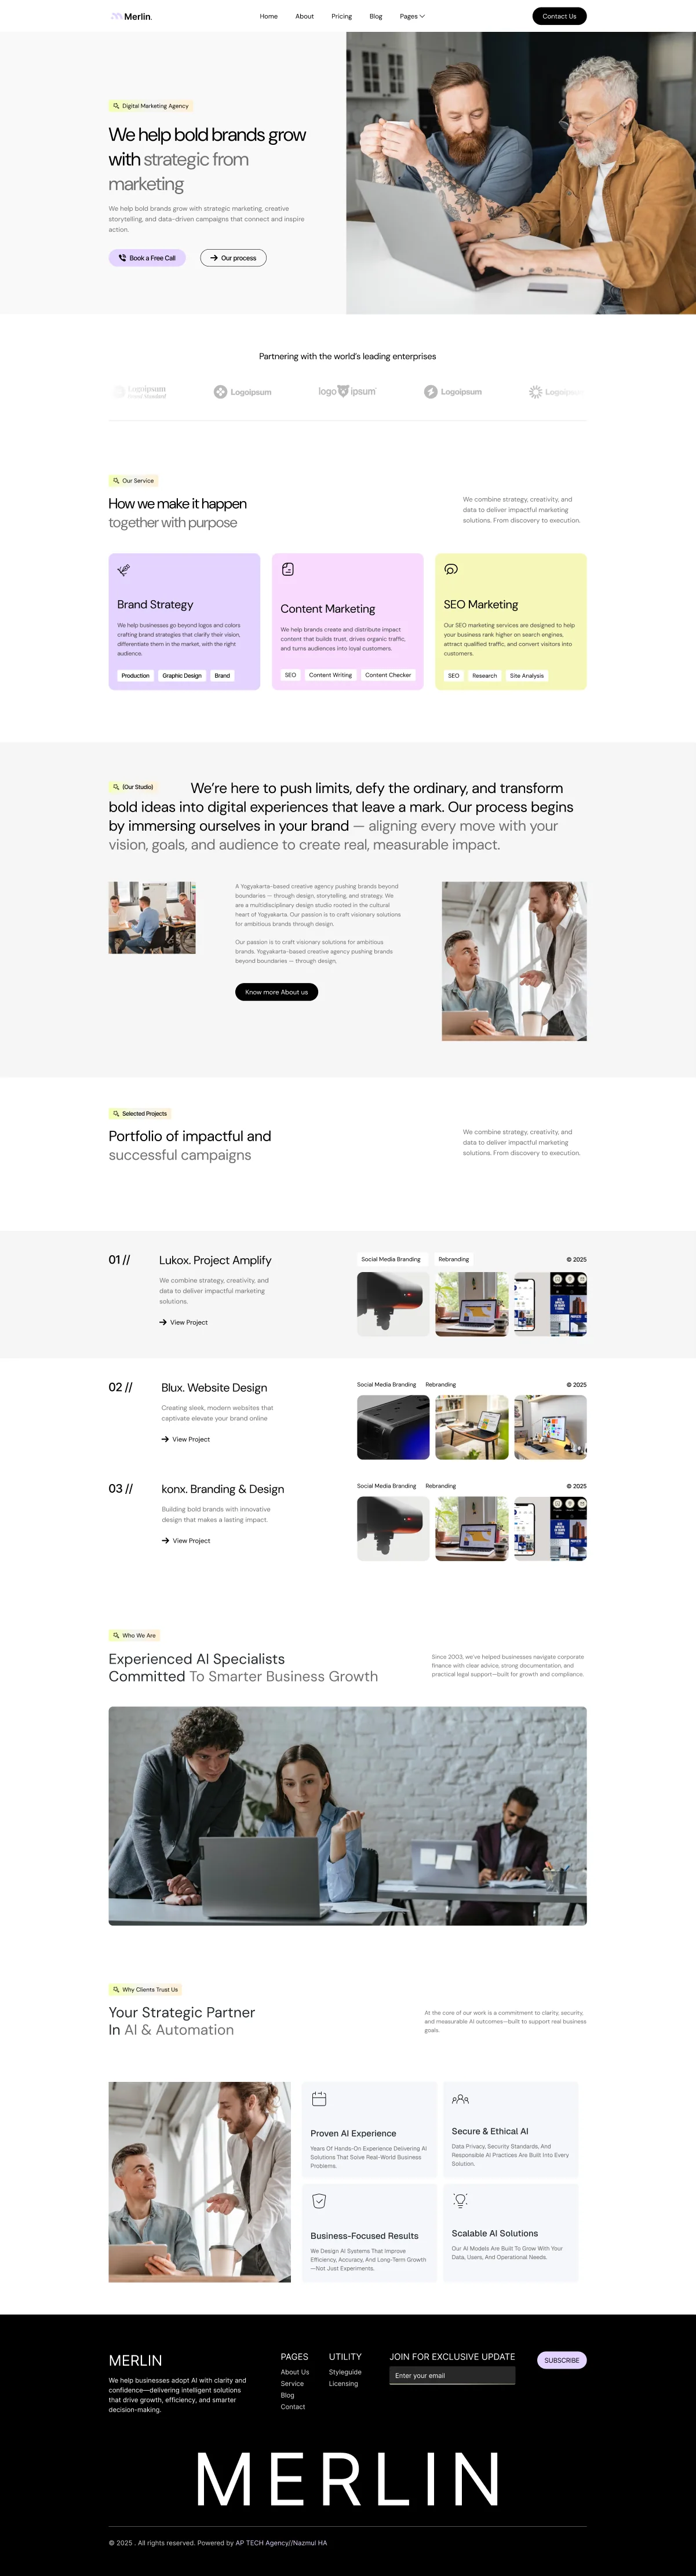 Merlin.
Home About Pricing Blog Pages
Contact Us
Digital Marketing Agency
We help bold brands grow
with strategic from
marketing
We help bold brands grow with strategic marketing, creative
storytelling, and data-driven campaigns that connect and inspire
action.
Book a Free Call
Our process
Partnering with the world's leading enterprises
Logoipsum
Logoipsum
logo ipsum
Logoipsum
Logoipsum
Our Service
How we make it happen
together with purpose
We combine strategy, creativity, and
data to deliver impactful marketing
solutions. From discovery to execution.
Brand Strategy
We help businesses go beyond logos and colors
crafting brand strategies that clarify their vision,
differentiate them in the market, with the right
audience.
Production Graphic Design Brand
Content Marketing
We help brands create and distribute impact
content that builds trust, drives organic traffic,
and turns audiences into loyal customers.
SEO Content Writing Content Checker
SEO Marketing
Our SEO marketing services are designed to help
your business rank higher on search engines,
attract qualified traffic, and convert visitors into
customers.
SEO Research Site Analysis
(Our Studio)
We're here to push limits, defy the ordinary, and transform
bold ideas into digital experiences that leave a mark. Our process begins
by immersing ourselves in your brand — aligning every move with your
vision, goals, and audience to create real, measurable impact.
A Yogyakarta-based creative agency pushing brands beyond
boundaries — through design, storytelling, and strategy. We
are a multidisciplinary design studio rooted in the cultural
heart of Yogyakarta. Our passion is to craft visionary solutions
for ambitious brands through design.
Our passion is to craft visionary solutions for ambitious
brands. Yogyakarta-based creative agency pushing brands
beyond boundaries — through design.
Know more About us
Selected Projects
Portfolio of impactful and
successful campaigns
We combine strategy, creativity, and
data to deliver impactful marketing
solutions. From discovery to execution.
01 //
Lukox. Project Amplify
We combine strategy, creativity, and
data to deliver impactful marketing
solutions.
View Project
Social Media Branding Rebranding © 2025
02 //
Blux. Website Design
Creating sleek, modern websites that
captivate elevate your brand online
View Project
Social Media Branding Rebranding © 2025
03 //
konx. Branding & Design
Building bold brands with innovative
design that makes a lasting impact.
View Project
Social Media Branding Rebranding © 2025
Who We Are
Experienced AI Specialists
Committed To Smarter Business Growth
Since 2003, we've helped businesses navigate corporate
finance with clear advice, strong documentation, and
practical legal support—built for growth and compliance.
Why Clients Trust Us
Your Strategic Partner
In AI & Automation
At the core of our work is a commitment to clarity, security,
and measurable AI outcomes—built to support real business
goals.
Proven AI Experience
Years Of Hands-On Experience Delivering AI
Solutions That Solve Real-World Business
Problems.
Secure & Ethical AI
Data Privacy, Security Standards, And
Responsible AI Practices Are Built Into Every
Solution.
Business-Focused Results
We Design AI Systems That Improve
Efficiency, Accuracy, And Long-Term Growth
—Not Just Experiments.
Scalable AI Solutions
Our AI Models Are Built To Grow With Your
Data, Users, And Operational Needs.
MERLIN
We help businesses adopt AI with clarity and
confidence—delivering intelligent solutions
that drive growth, efficiency, and smarter
decision-making.
PAGES
About Us
Service
Blog
Contact
UTILITY
Styleguide
Licensing
JOIN FOR EXCLUSIVE UPDATE
Enter your email
SUBSCRIBE
MERLIN
© 2025 . All rights reserved. Powered by AP TECH Agency//Nazmul HA